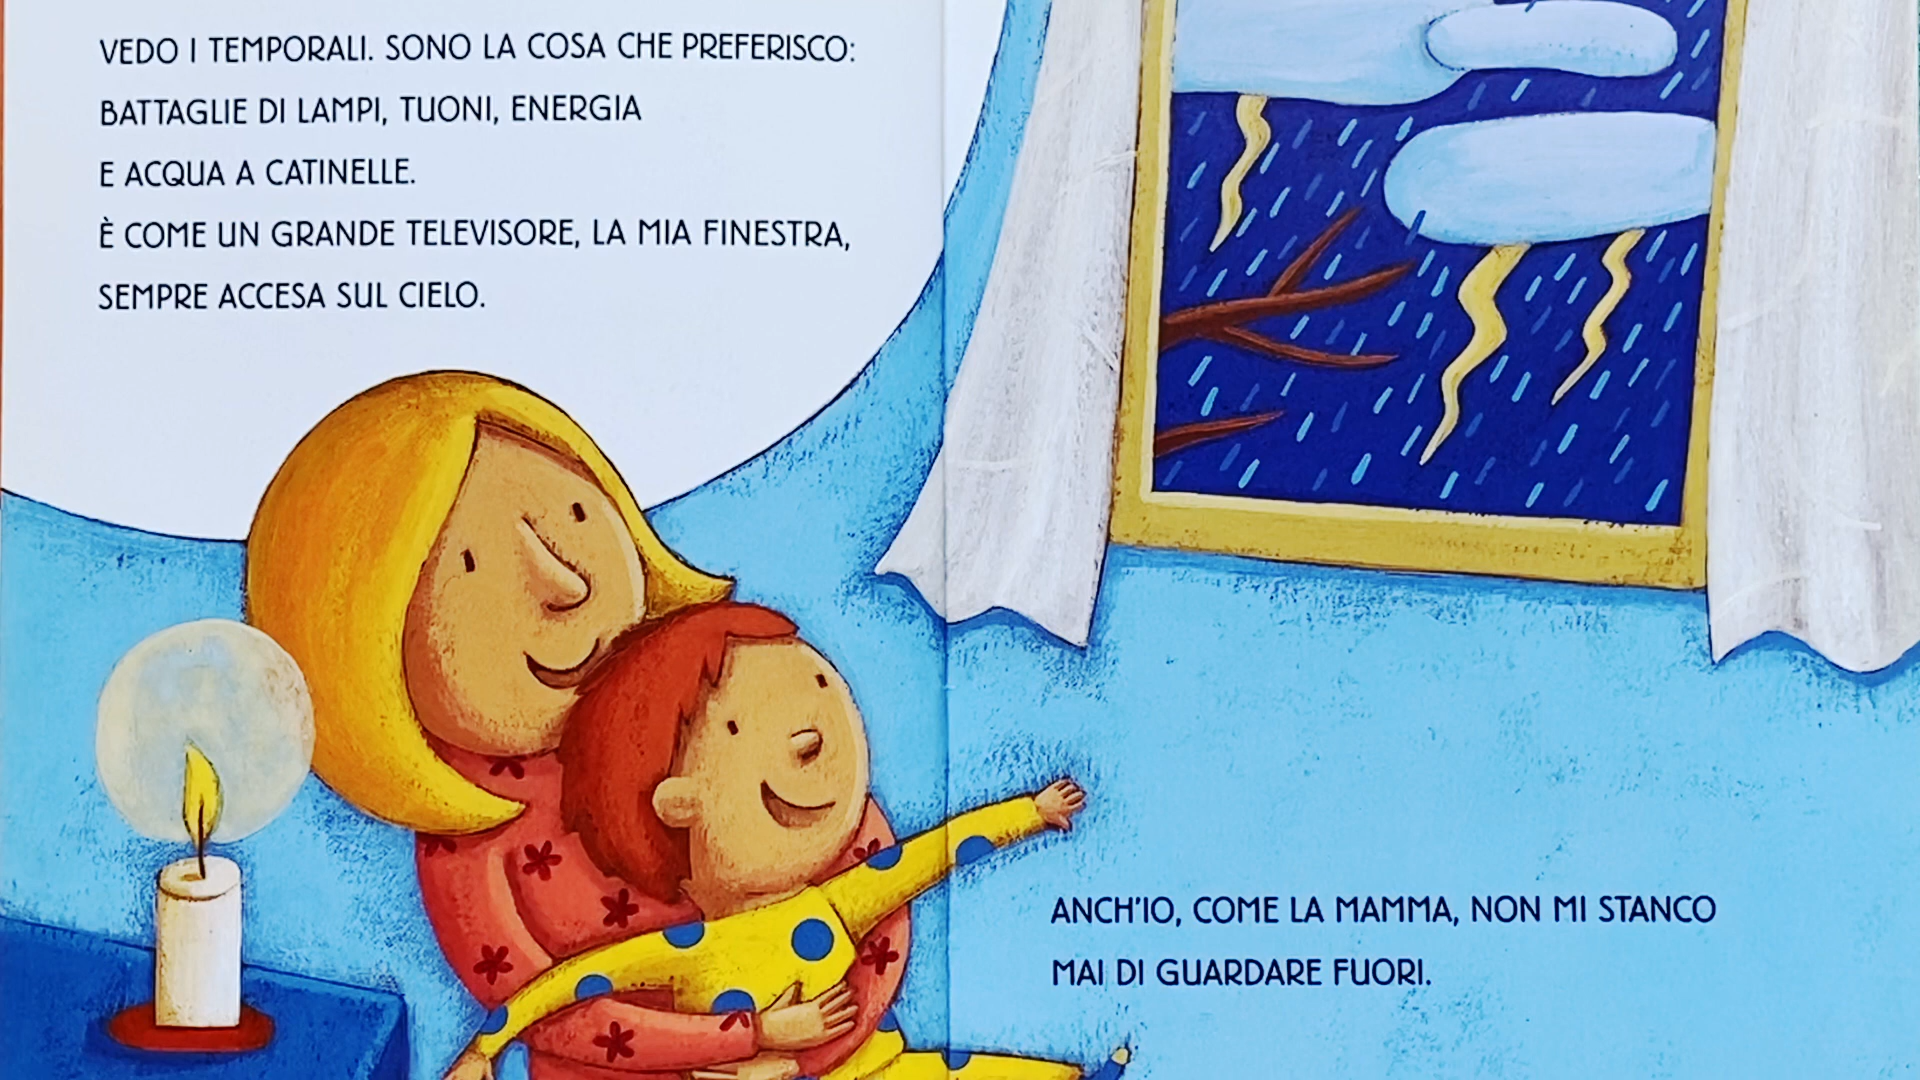 VEDO I TEMPORALI. SONO LA COSA CHE PREFERISCO:
BATTAGLIE DI LAMPI, TUONI, ENERGIA
E ACQUA A CATINELLE.
È COME UN GRANDE TELEVISORE, LA MIA FINESTRA,
SEMPRE ACCESA SUL CIELO.
ANCH'IO, COME LA MAMMA, NON MI STANCO
MAI DI GUARDARE FUORI.